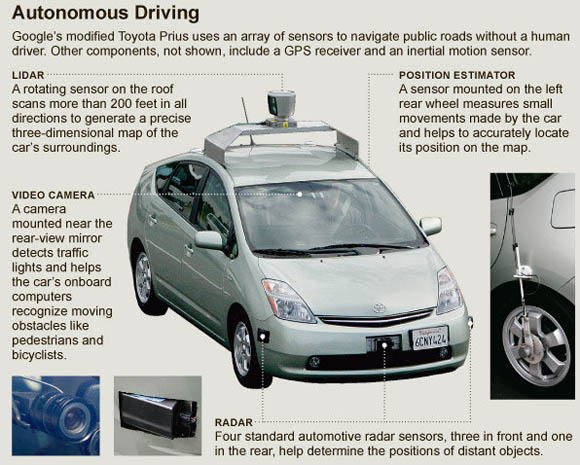 Autonomous Driving
Google's modified Toyota Prius uses an array of sensors to navigate public roads without a human
driver. Other components, not shown, include a GPS receiver and an inertial motion sensor.
LIDAR
A rotating sensor on the roof
scans more than 200 feet in all
directions to generate a precise
three-dimensional map of the
car's surroundings.
POSITION ESTIMATOR
A sensor mounted on the left
rear wheel measures small
movements made by the car
and helps to accurately locate
its position on the map.
VIDEO CAMERA
A camera
mounted near the
rear-view mirror
detects traffic
lights and helps
the car's onboard
computers
recognize moving
obstacles like
pedestrians and
bicyclists.
California
6CNY424
RADAR
Four standard automotive radar sensors, three in front and one
in the rear, help determine the positions of distant objects.